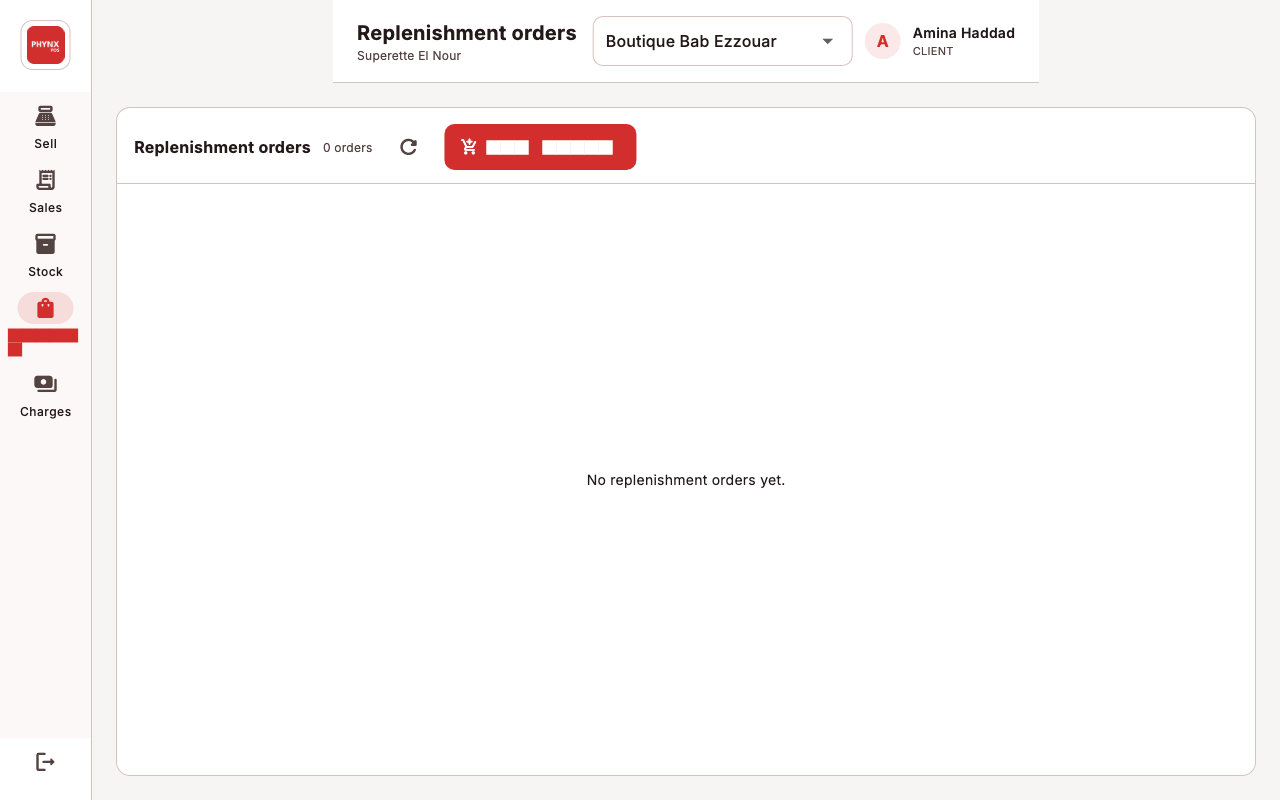 PHYNX
POS
Replenishment orders
Superette El Nour
Boutique Bab Ezzouar
A
Amina Haddad
CLIENT
Sell
Sales
Stock
Charges
Replenishment orders 0 orders
No replenishment orders yet.